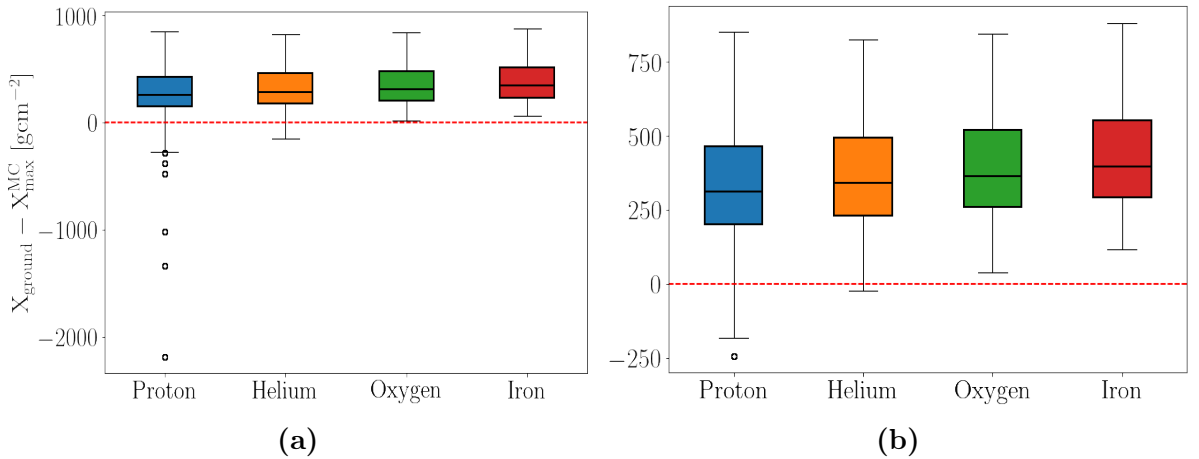 X_ground − X_max^MC [gcm^−2]
1000
0
−1000
−2000
Proton Helium Oxygen Iron
(a)
750
500
250
0
−250
Proton Helium Oxygen Iron
(b)